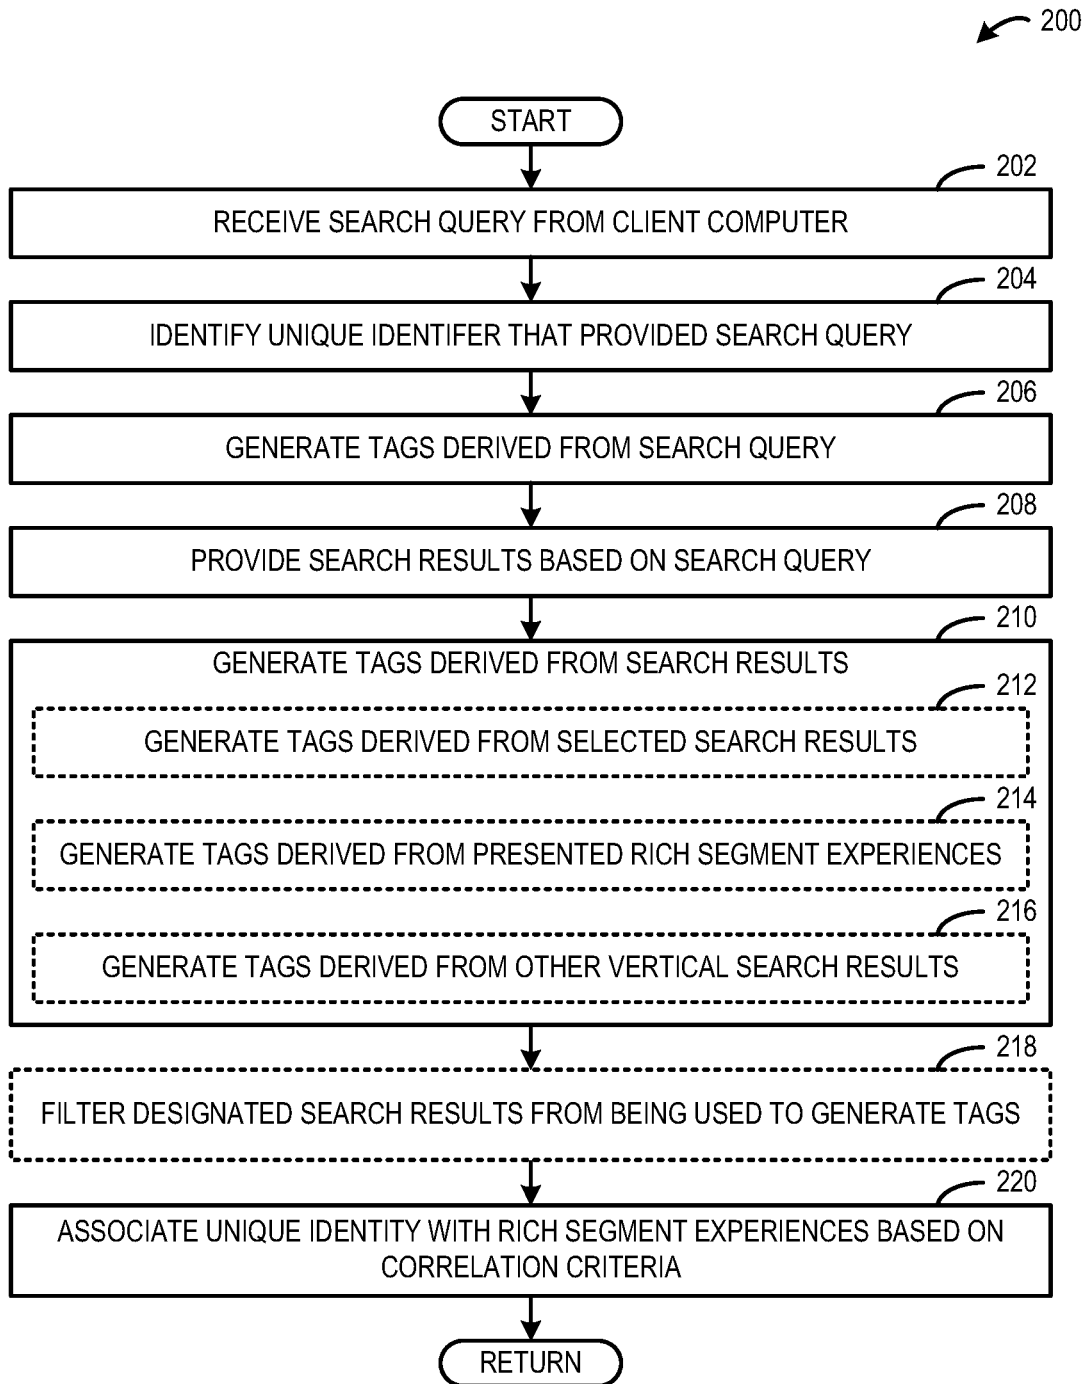 200
START
202
RECEIVE SEARCH QUERY FROM CLIENT COMPUTER
204
IDENTIFY UNIQUE IDENTIFER THAT PROVIDED SEARCH QUERY
206
GENERATE TAGS DERIVED FROM SEARCH QUERY
208
PROVIDE SEARCH RESULTS BASED ON SEARCH QUERY
210
GENERATE TAGS DERIVED FROM SEARCH RESULTS
212
GENERATE TAGS DERIVED FROM SELECTED SEARCH RESULTS
214
GENERATE TAGS DERIVED FROM PRESENTED RICH SEGMENT EXPERIENCES
216
GENERATE TAGS DERIVED FROM OTHER VERTICAL SEARCH RESULTS
218
FILTER DESIGNATED SEARCH RESULTS FROM BEING USED TO GENERATE TAGS
220
ASSOCIATE UNIQUE IDENTITY WITH RICH SEGMENT EXPERIENCES BASED ON
CORRELATION CRITERIA
RETURN